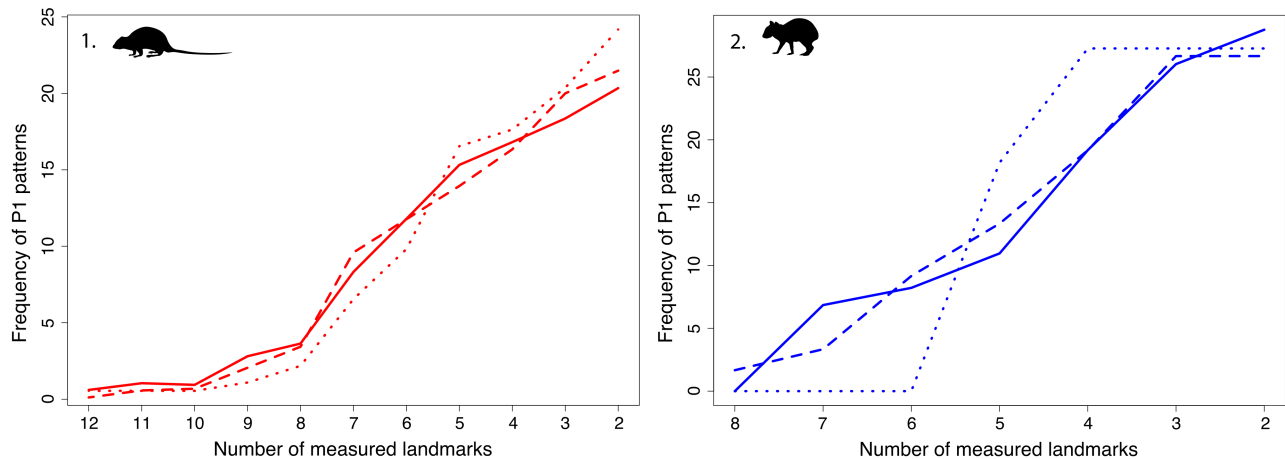 1.
Frequency of P1 patterns
25
20
15
10
5
0
12 11 10 9 8 7 6 5 4 3 2
Number of measured landmarks
2.
Frequency of P1 patterns
25
20
15
10
5
0
8 7 6 5 4 3 2
Number of measured landmarks